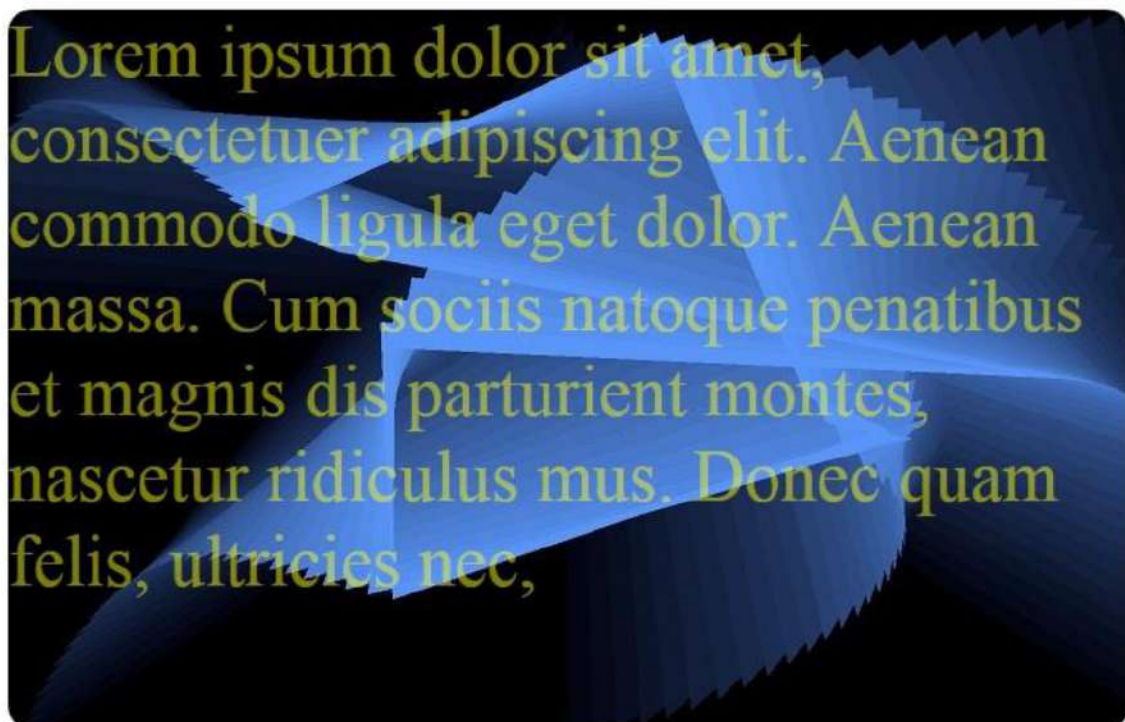 Lorem ipsum dolor sit amet,
consectetuer adipiscing elit. Aenean
commodo ligula eget dolor. Aenean
massa. Cum sociis natoque penatibus
et magnis dis parturient montes,
nascetur ridiculus mus. Donec quam
felis, ultricies nec,